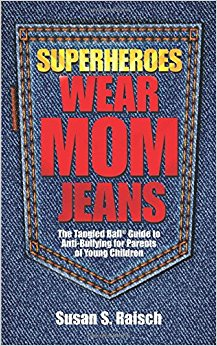 SUPERHEROES
WEAR
MOM
JEANS
The Tangled Ball® Guide to
Anti-Bullying for Parents
of Young Children
Susan S. Raisch